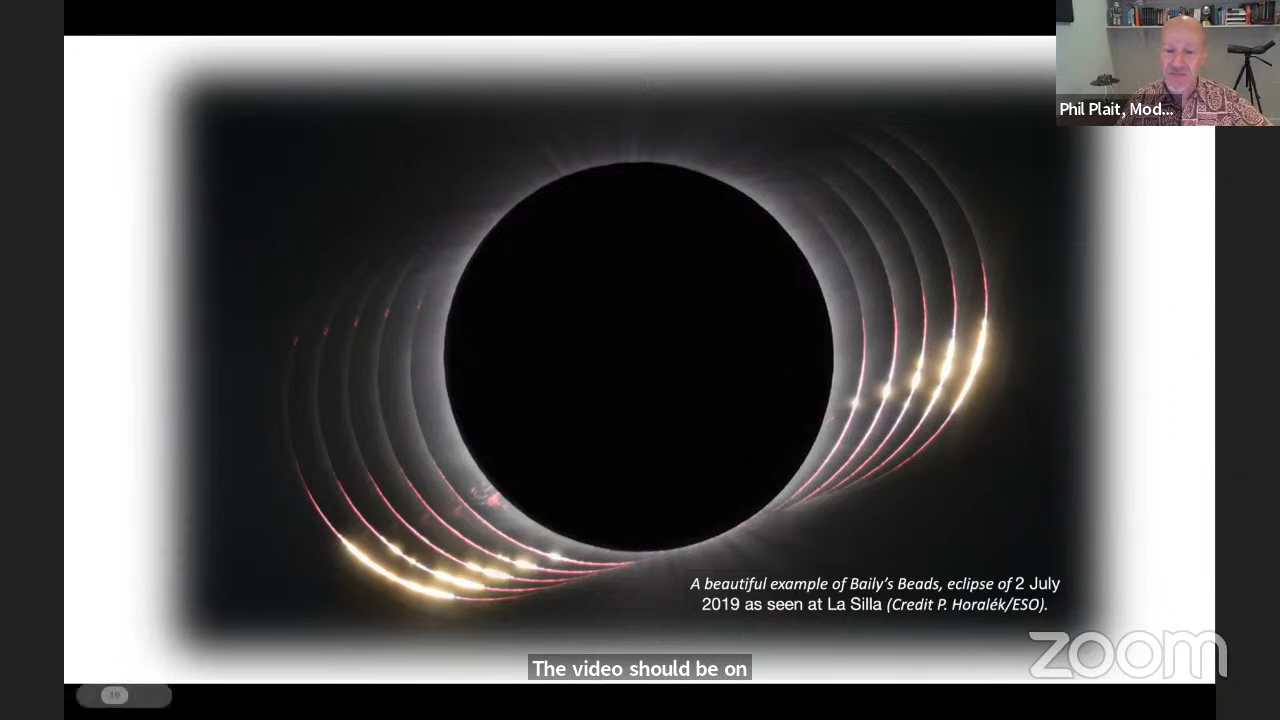 Phil Plait, Mod...
A beautiful example of Baily's Beads, eclipse of 2 July
2019 as seen at La Silla (Credit P. Horalék/ESO).
The video should be on
zoom
10